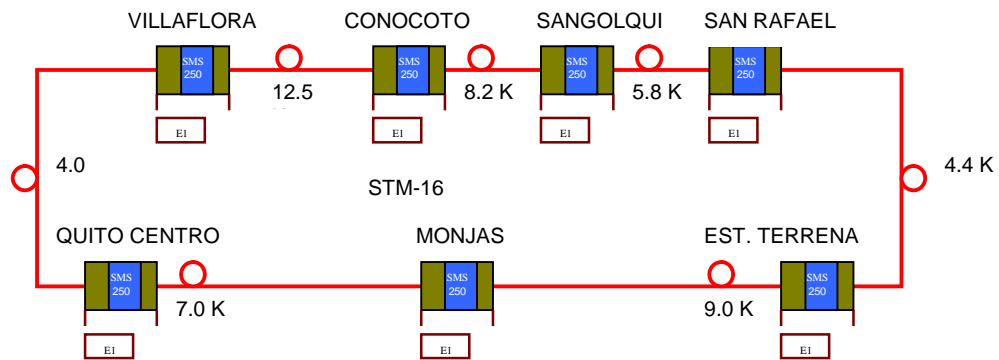 VILLAFLORA CONOCOTO SANGOLQUI SAN RAFAEL
SMS
250
SMS
250
SMS
250
SMS
250
12.5
8.2 K
5.8 K
E1
E1
E1
E1
4.0
STM-16
4.4 K
QUITO CENTRO MONJAS EST. TERRENA
SMS
250
SMS
250
SMS
250
7.0 K
9.0 K
E1
E1
E1